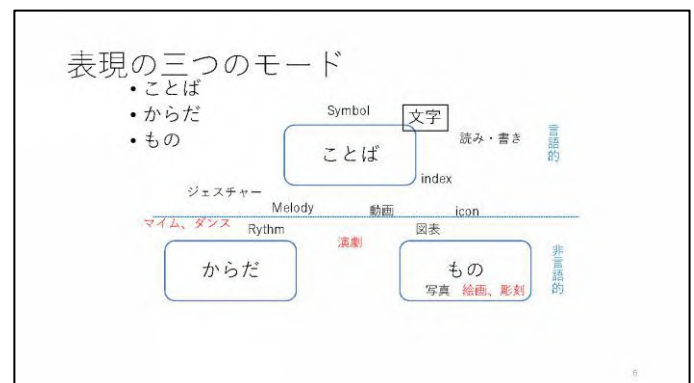 表現の三つのモード
• ことば
• からだ
• もの
Symbol
文字
ことば
読み・書き
言語的
index
ジェスチャー
Melody
動画
icon
マイム、ダンス
Rythm
演劇
図表
からだ
もの
写真 絵画、彫刻
非言語的
6